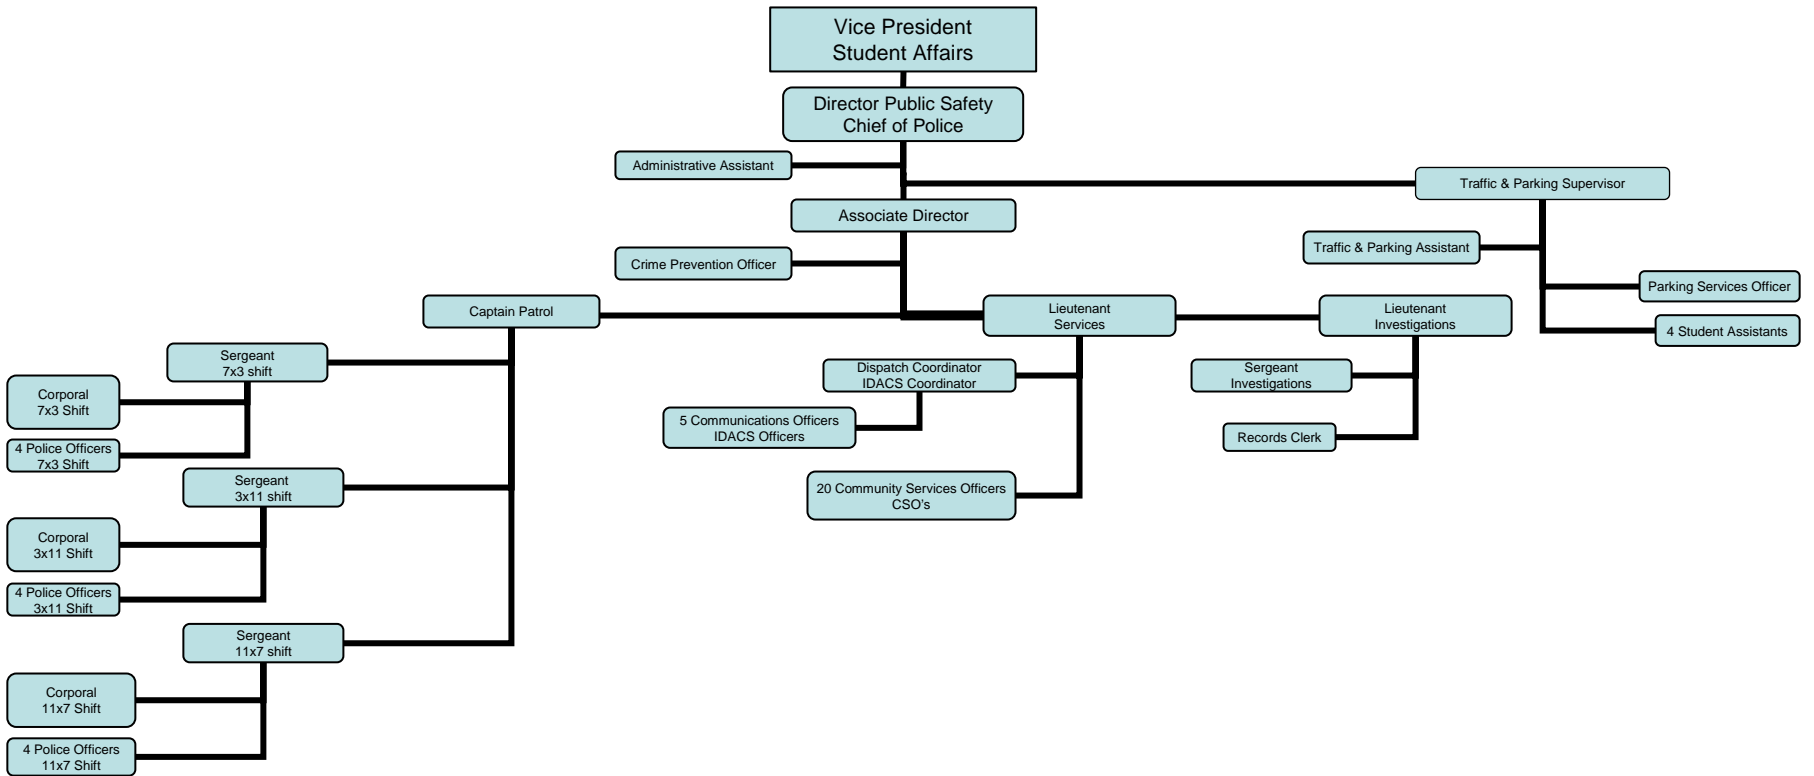 Vice President
Student Affairs
Director Public Safety
Chief of Police
Administrative Assistant
Traffic & Parking Supervisor
Associate Director
Traffic & Parking Assistant
Crime Prevention Officer
Parking Services Officer
Captain Patrol
Lieutenant
Services
Lieutenant
Investigations
4 Student Assistants
Sergeant
7x3 shift
Dispatch Coordinator
IDACS Coordinator
Sergeant
Investigations
Corporal
7x3 Shift
5 Communications Officers
IDACS Officers
Records Clerk
4 Police Officers
7x3 Shift
Sergeant
3x11 shift
20 Community Services Officers
CSO's
Corporal
3x11 Shift
4 Police Officers
3x11 Shift
Sergeant
11x7 shift
Corporal
11x7 Shift
4 Police Officers
11x7 Shift